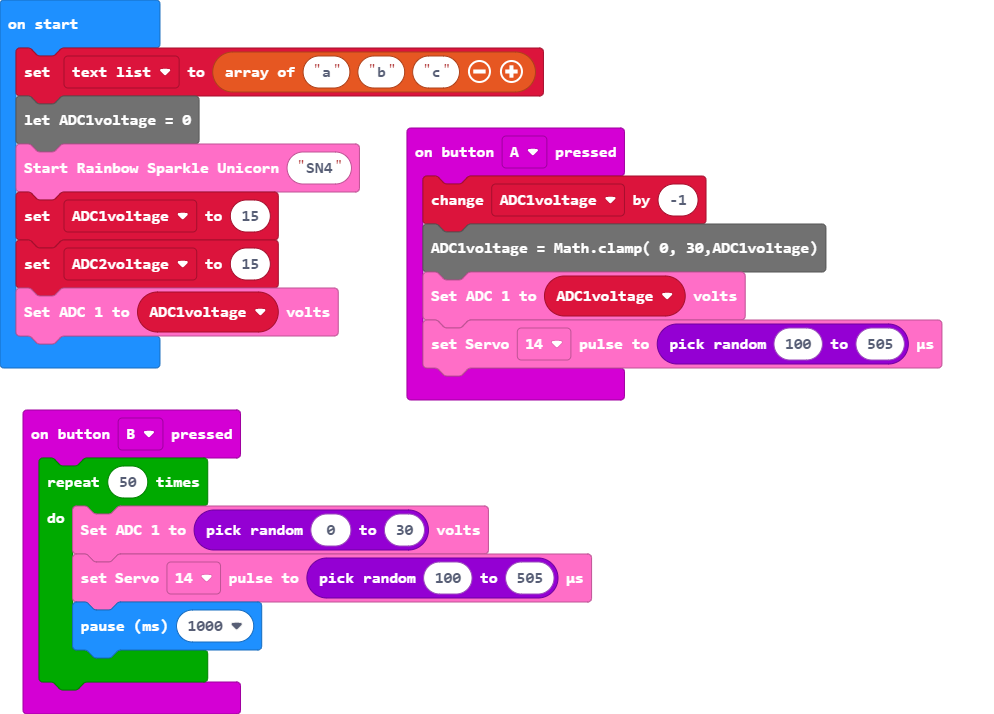 on start
set text list to array of "a" "b" "c"
let ADC1voltage = 0
Start Rainbow Sparkle Unicorn "SN4"
set ADC1voltage to 15
set ADC2voltage to 15
Set ADC 1 to ADC1voltage volts
on button A pressed
change ADC1voltage by -1
ADC1voltage = Math.clamp( 0, 30,ADC1voltage)
Set ADC 1 to ADC1voltage volts
set Servo 14 pulse to pick random 100 to 505 µs
on button B pressed
repeat 50 times
do
Set ADC 1 to pick random 0 to 30 volts
set Servo 14 pulse to pick random 100 to 505 µs
pause (ms) 1000